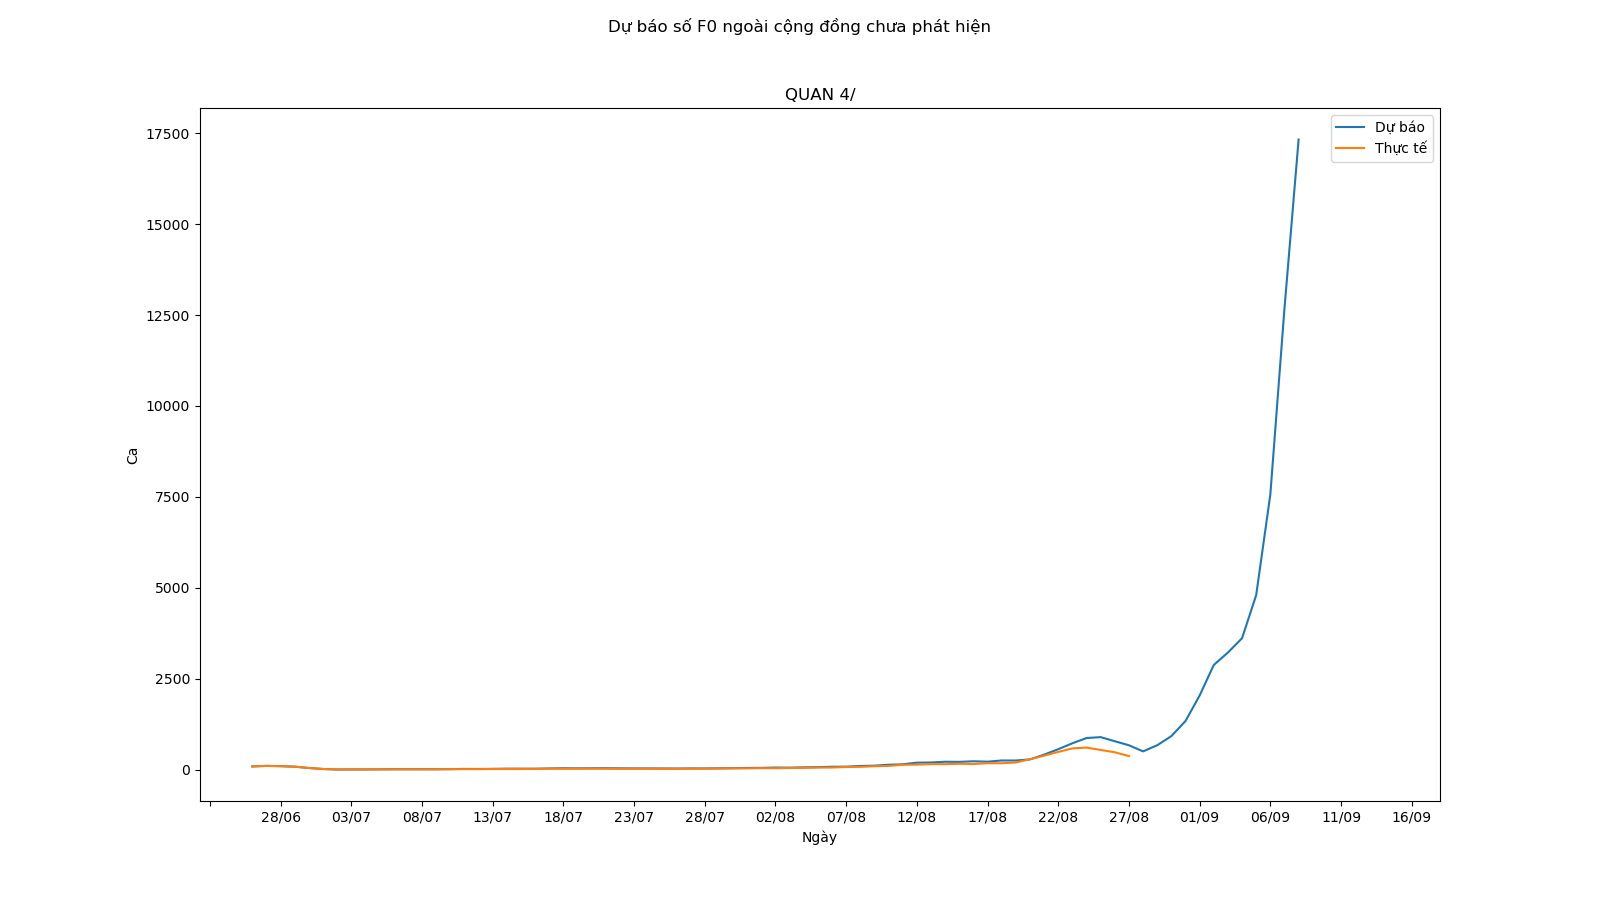 Dự báo số F0 ngoài cộng đồng chưa phát hiện
QUAN 4/
Dự báo
Thực tế
17500
15000
12500
10000
7500
5000
2500
0
Ca
28/06 03/07 08/07 13/07 18/07 23/07 28/07 02/08 07/08 12/08 17/08 22/08 27/08 01/09 06/09 11/09 16/09
Ngày